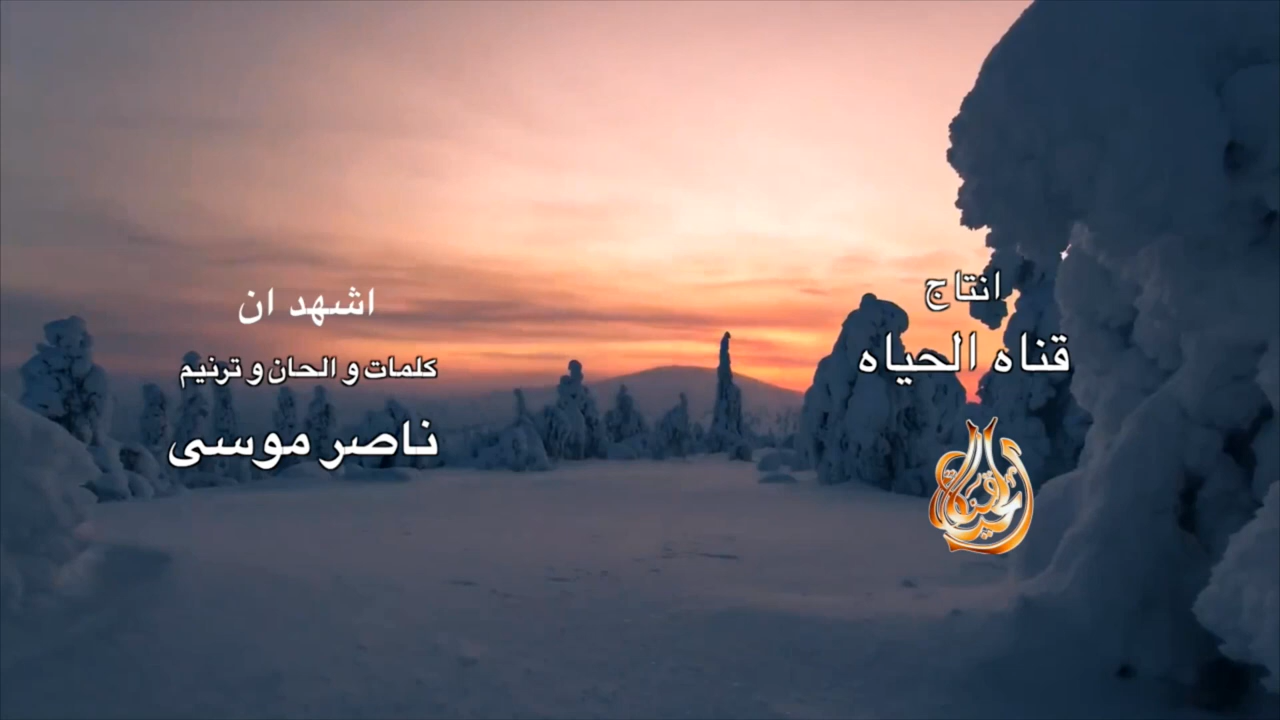 انتاج
قناه الحياه
اشهد ان
كلمات و الحان و ترنيم
ناصر موسى